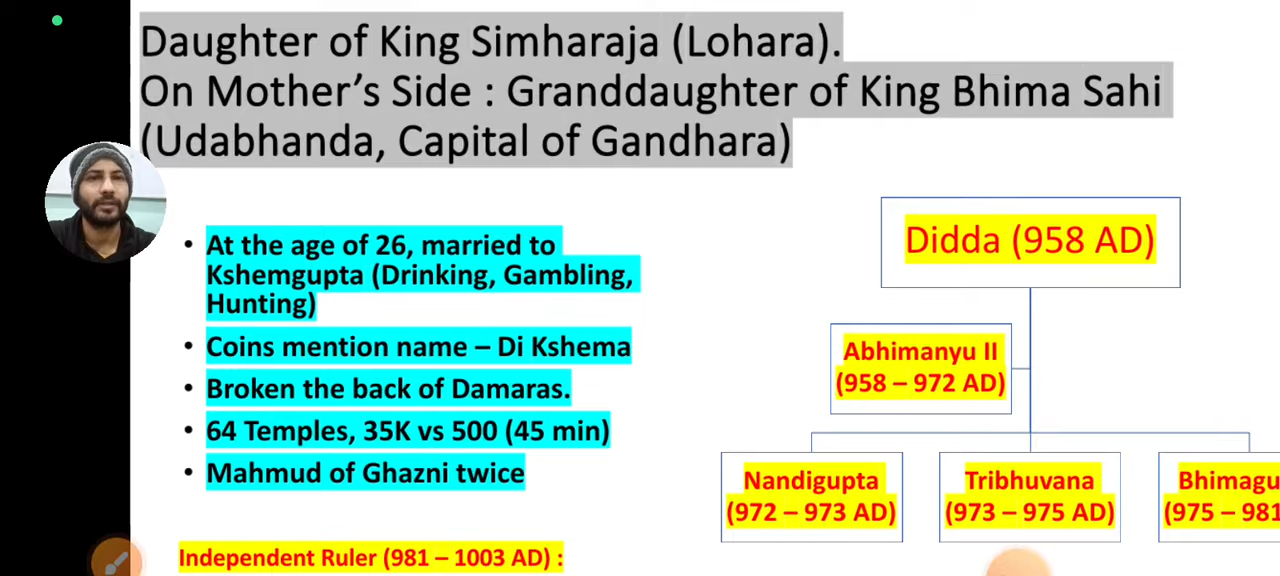 Daughter of King Simharaja (Lohara).
On Mother's Side : Granddaughter of King Bhima Sahi
(Udabhanda, Capital of Gandhara)
• At the age of 26, married to
Kshemgupta (Drinking, Gambling,
Hunting)
• Coins mention name – Di Kshema
• Broken the back of Damaras.
• 64 Temples, 35K vs 500 (45 min)
• Mahmud of Ghazni twice
Independent Ruler (981 – 1003 AD) :
Didda (958 AD)
Abhimanyu II
(958 – 972 AD)
Nandigupta
(972 – 973 AD)
Tribhuvana
(973 – 975 AD)
Bhimagu
(975 – 981